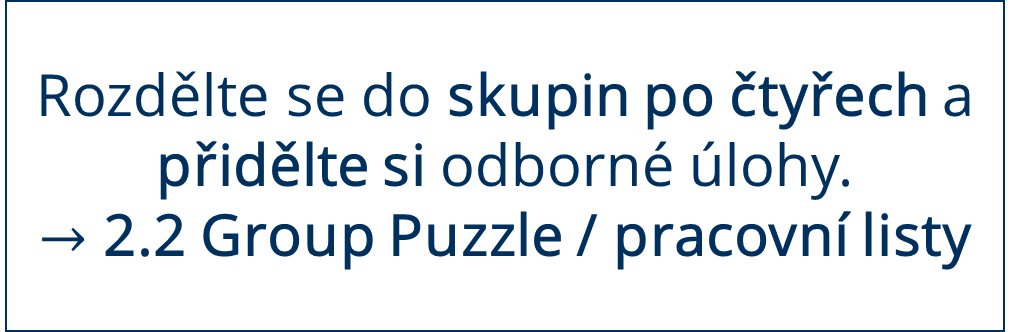 Rozdělte se do skupin po čtyřech a
přidělte si odborné úlohy.
→ 2.2 Group Puzzle / pracovní listy